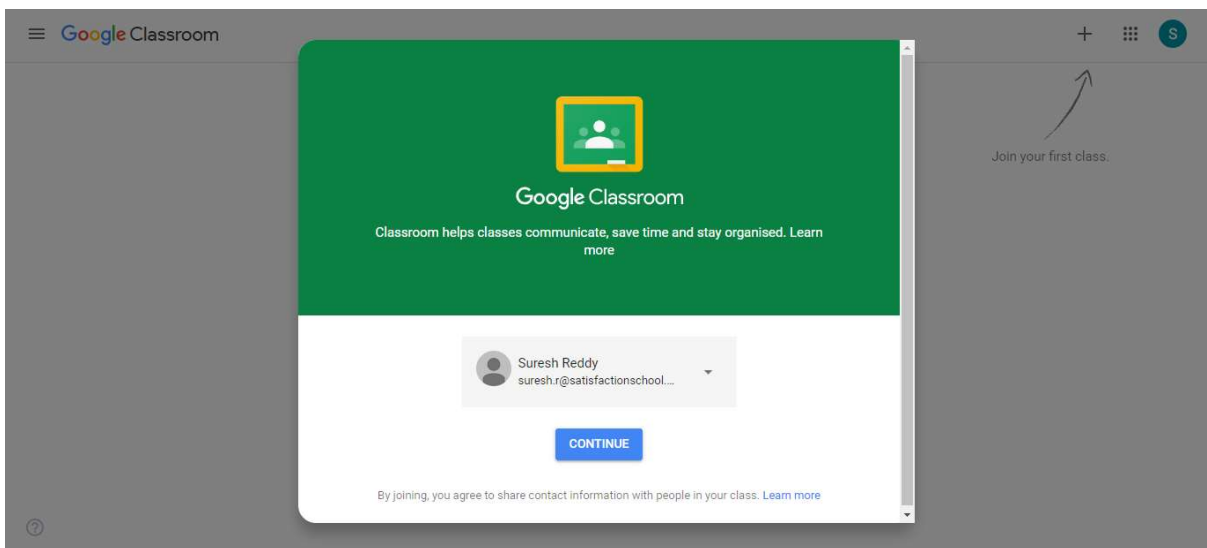 Google Classroom
S
Join your first class.
Google Classroom
Classroom helps classes communicate, save time and stay organised. Learn
more
Suresh Reddy
suresh.r@satisfactionschool....
CONTINUE
By joining, you agree to share contact information with people in your class. Learn more